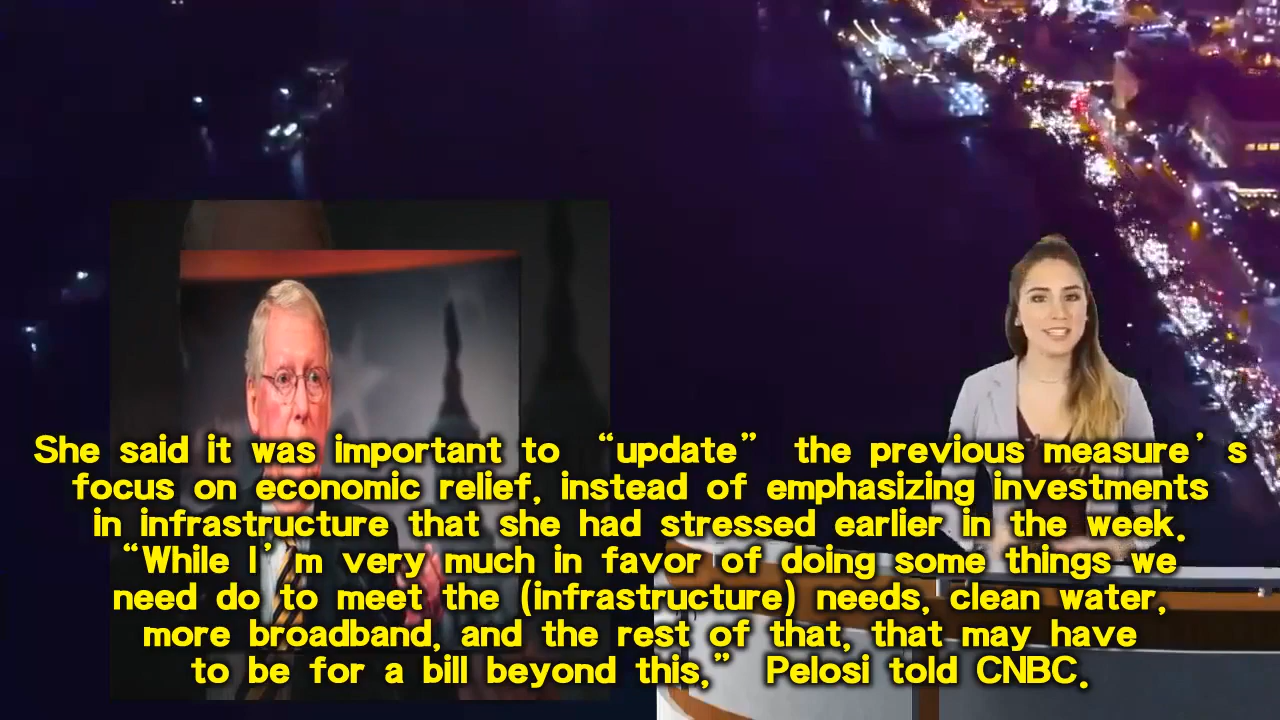 She said it was important to “update” the previous measure’s
focus on economic relief, instead of emphasizing investments
in infrastructure that she had stressed earlier in the week.
“While I’m very much in favor of doing some things we
need do to meet the (infrastructure) needs, clean water,
more broadband, and the rest of that, that may have
to be for a bill beyond this,” Pelosi told CNBC.